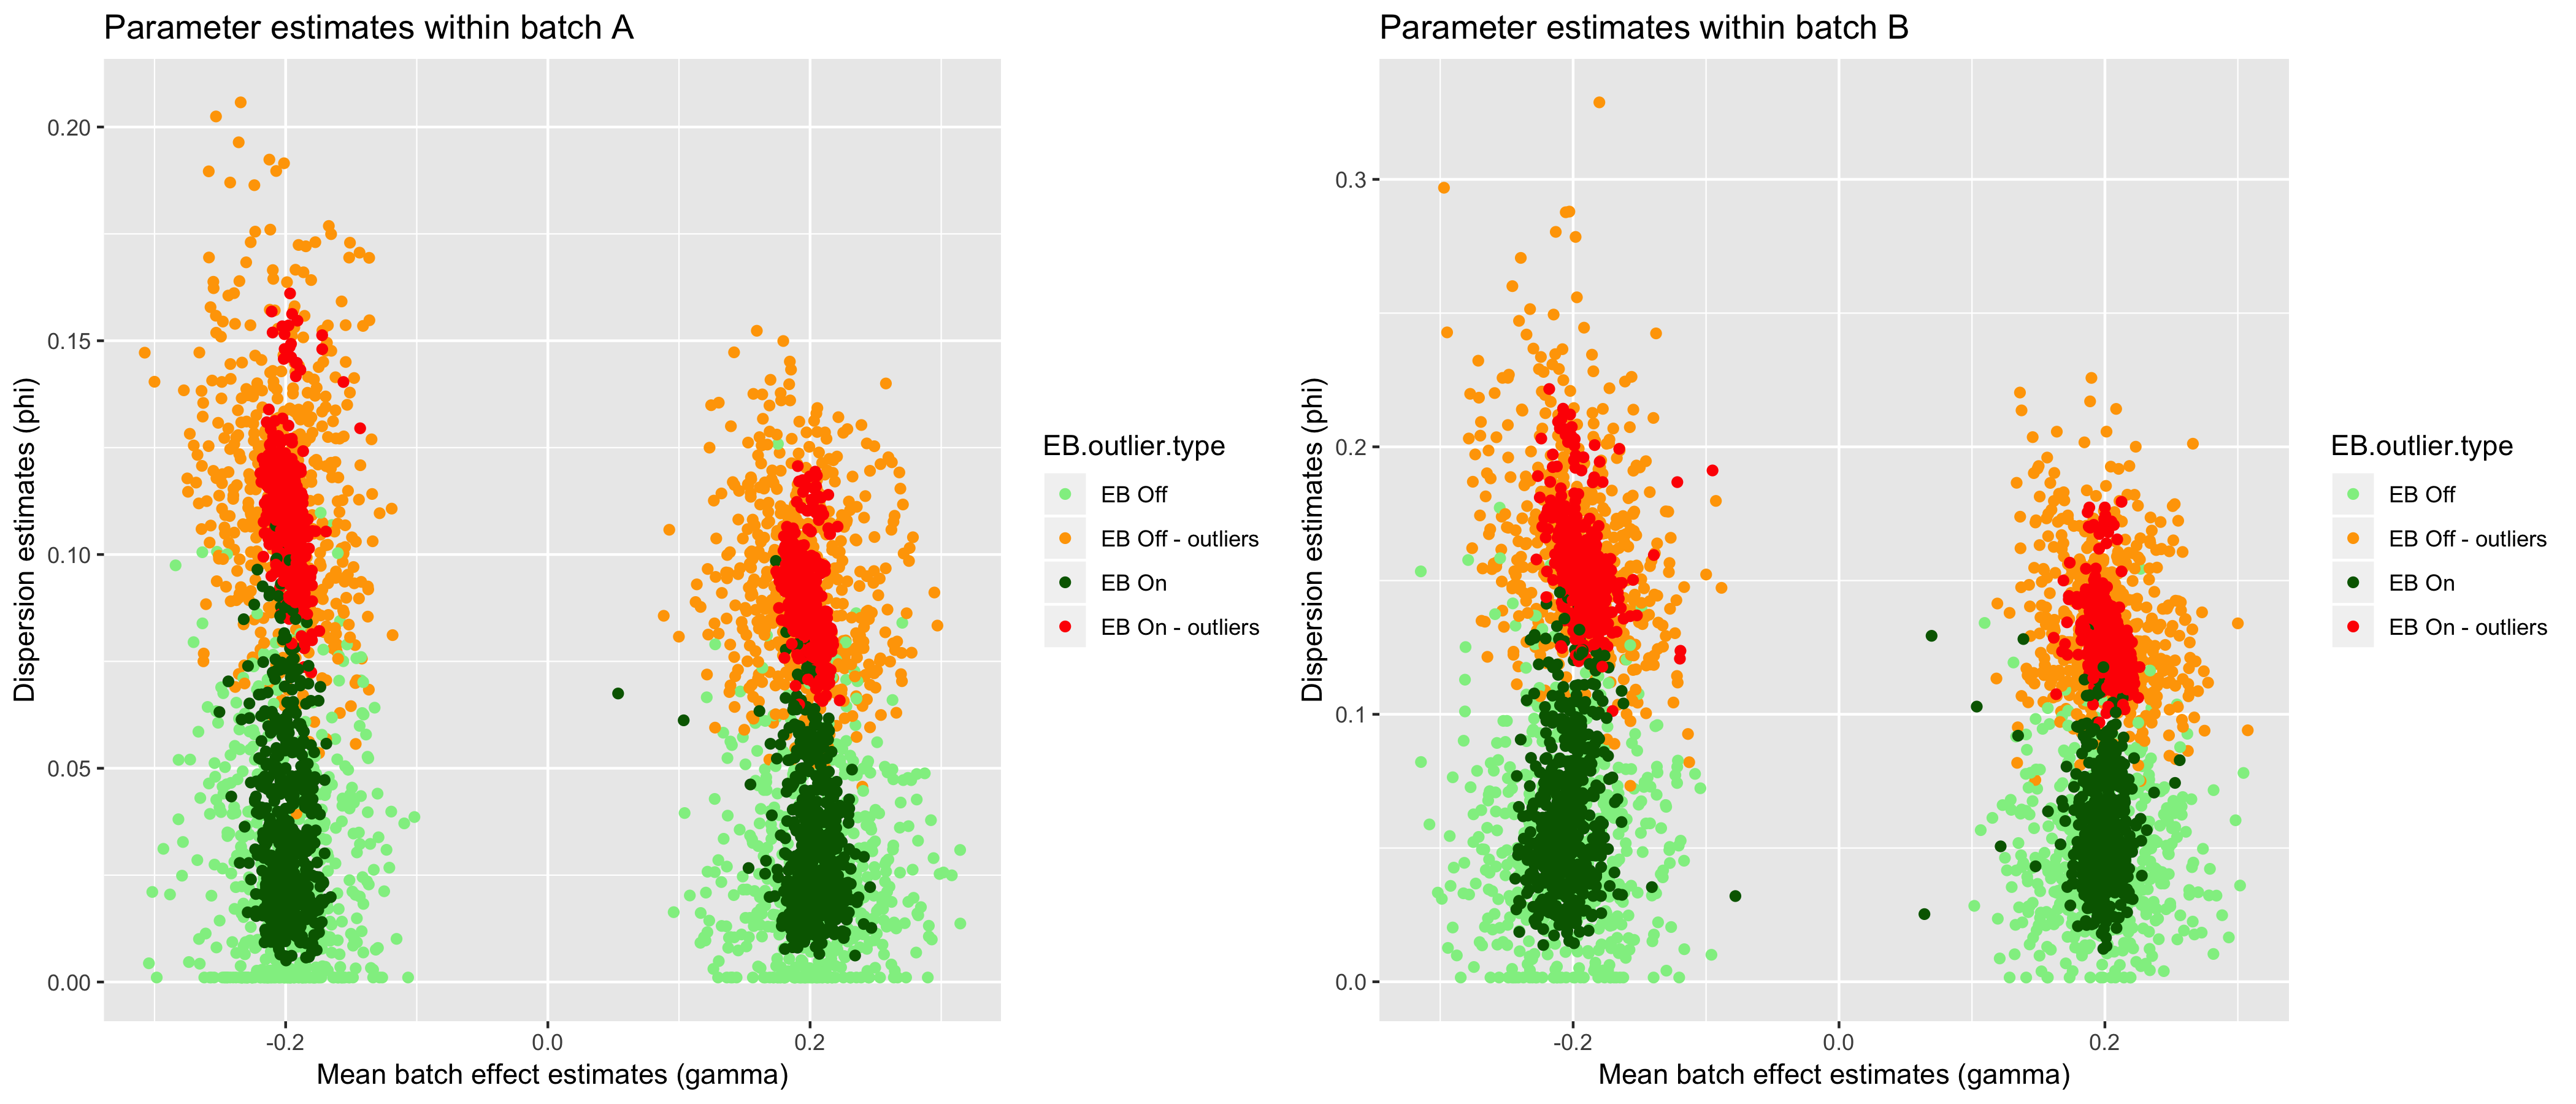 Parameter estimates within batch A
Dispersion estimates (phi)
0.20
0.15
0.10
0.05
0.00
-0.2
0.0
0.2
Mean batch effect estimates (gamma)
EB.outlier.type
EB Off
EB Off - outliers
EB On
EB On - outliers
Parameter estimates within batch B
Dispersion estimates (phi)
0.3
0.2
0.1
0.0
-0.2
0.0
0.2
Mean batch effect estimates (gamma)
EB.outlier.type
EB Off
EB Off - outliers
EB On
EB On - outliers